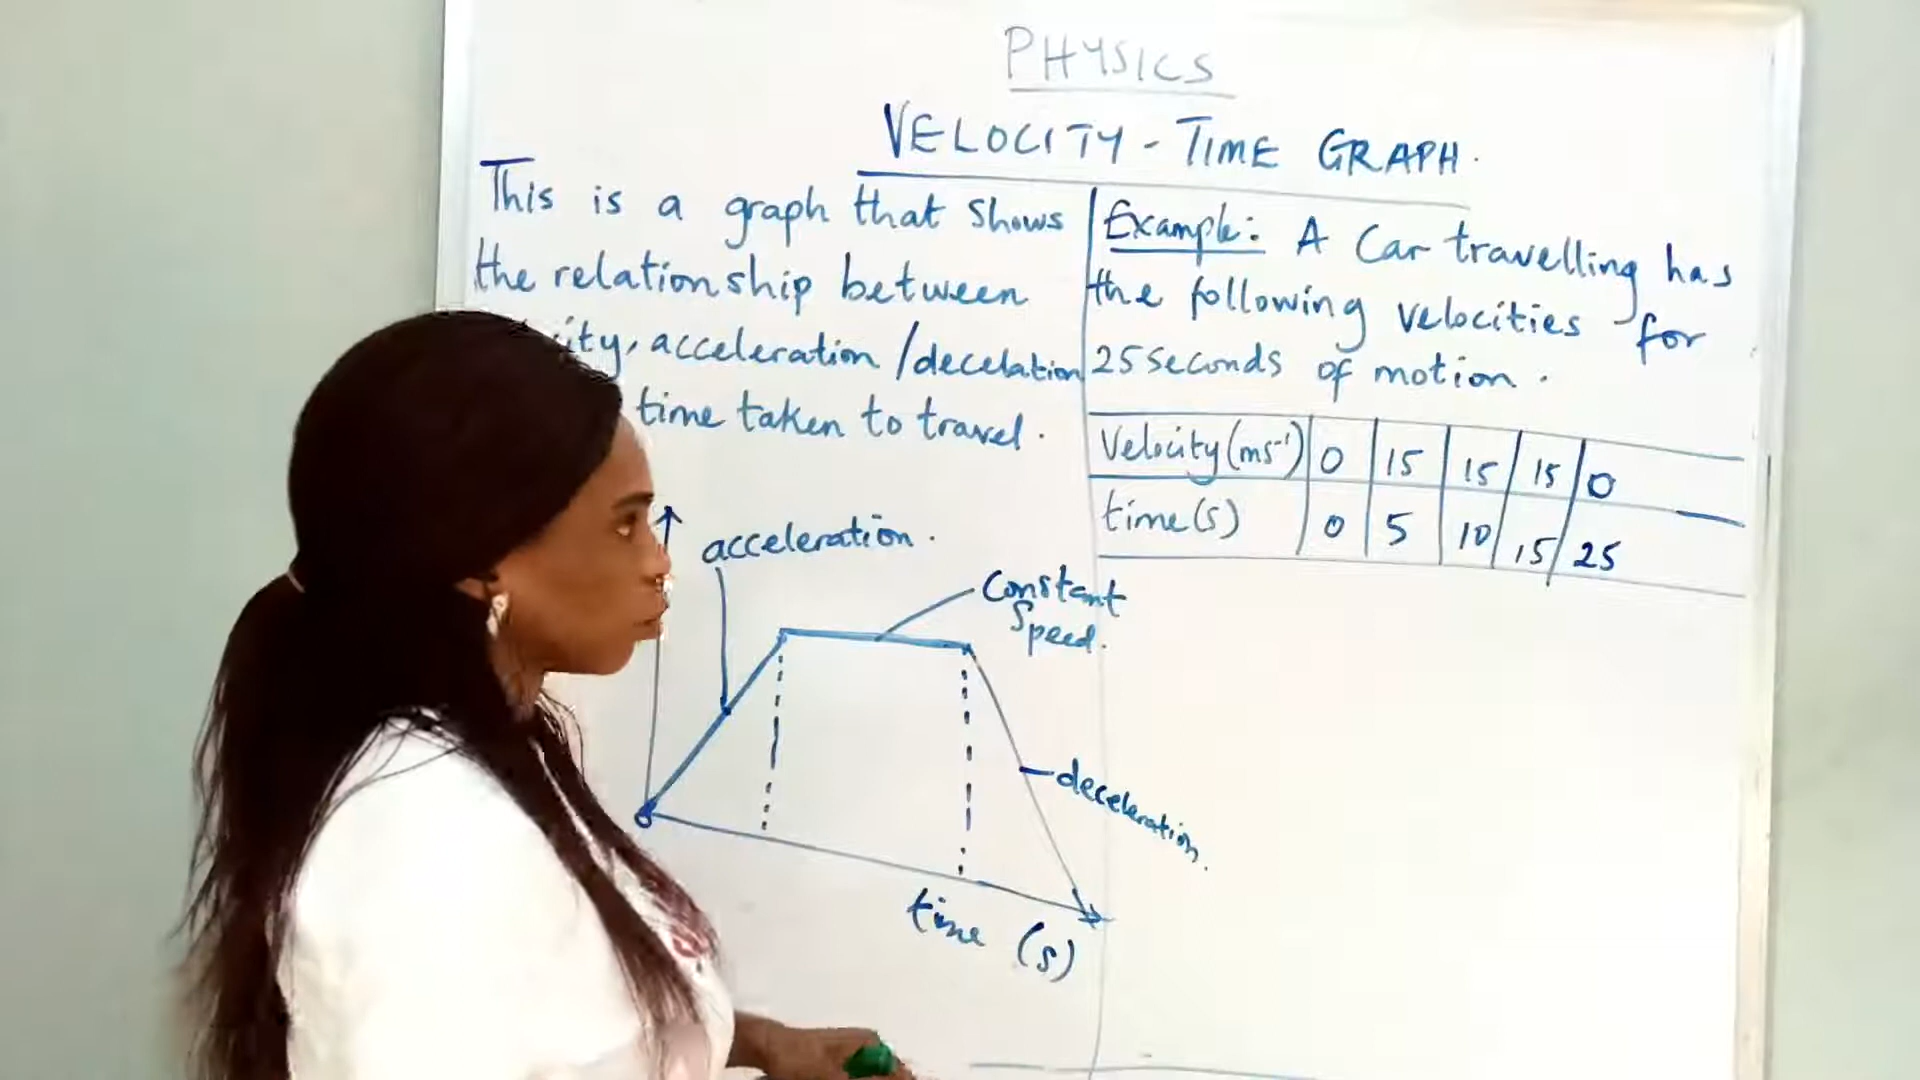 PHYSICS
VELOCITY - TIME GRAPH.
This is a graph that shows
the relationship between
acceleration /decelation
time taken to travel.
Example: A Car travelling has
the following velocities for
25 seconds of motion.
Velocity (ms⁻¹) 0 15 15 15 0
time (s) 0 5 10 15 25
acceleration.
Constant
Speed.
deceleration.
time (s)